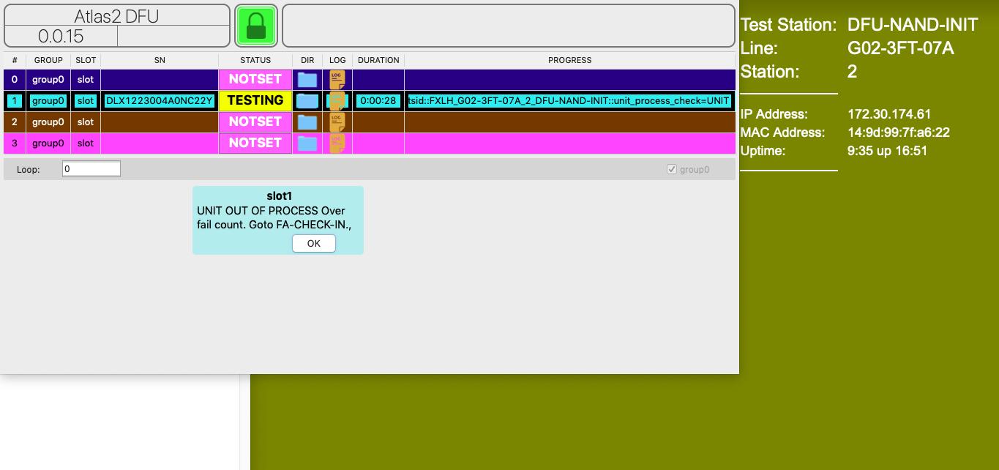 Atlas2 DFU
0.0.15
# GROUP SLOT SN STATUS DIR LOG DURATION PROGRESS
0 group0 slot NOTSET LOG
1 group0 slot DLX1223004A0NC22Y TESTING LOG 0:00:28 tsid::FXLH_G02-3FT-07A_2_DFU-NAND-INIT::unit_process_check=UNIT
2 group0 slot NOTSET LOG
3 group0 slot NOTSET LOG
Loop: 0 group0
slot1
UNIT OUT OF PROCESS Over
fail count. Goto FA-CHECK-IN.,
OK
Test Station: DFU-NAND-INIT
Line: G02-3FT-07A
Station: 2
IP Address: 172.30.174.61
MAC Address: 14:9d:99:7f:a6:22
Uptime: 9:35 up 16:51